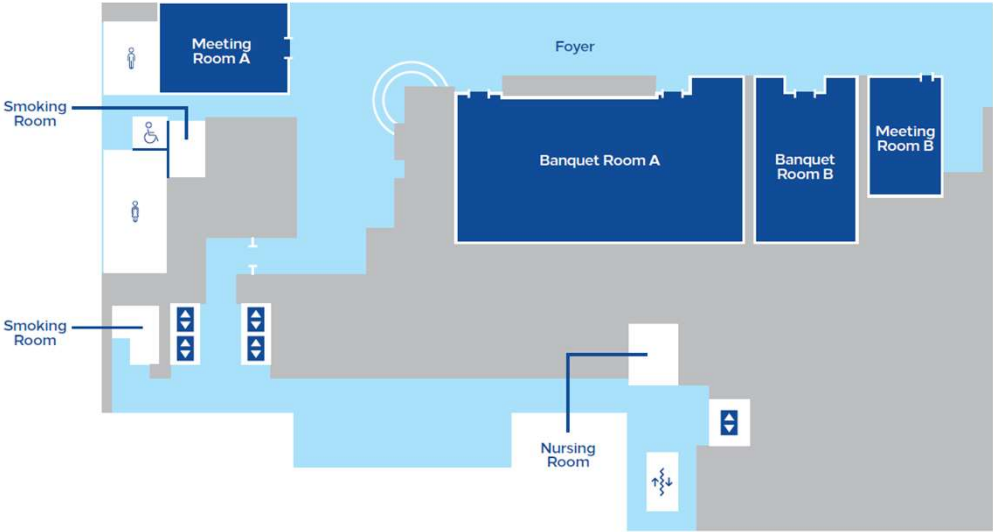 Meeting
Room A
Foyer
Smoking
Room
Banquet Room A
Banquet
Room B
Meeting
Room B
Smoking
Room
Nursing
Room